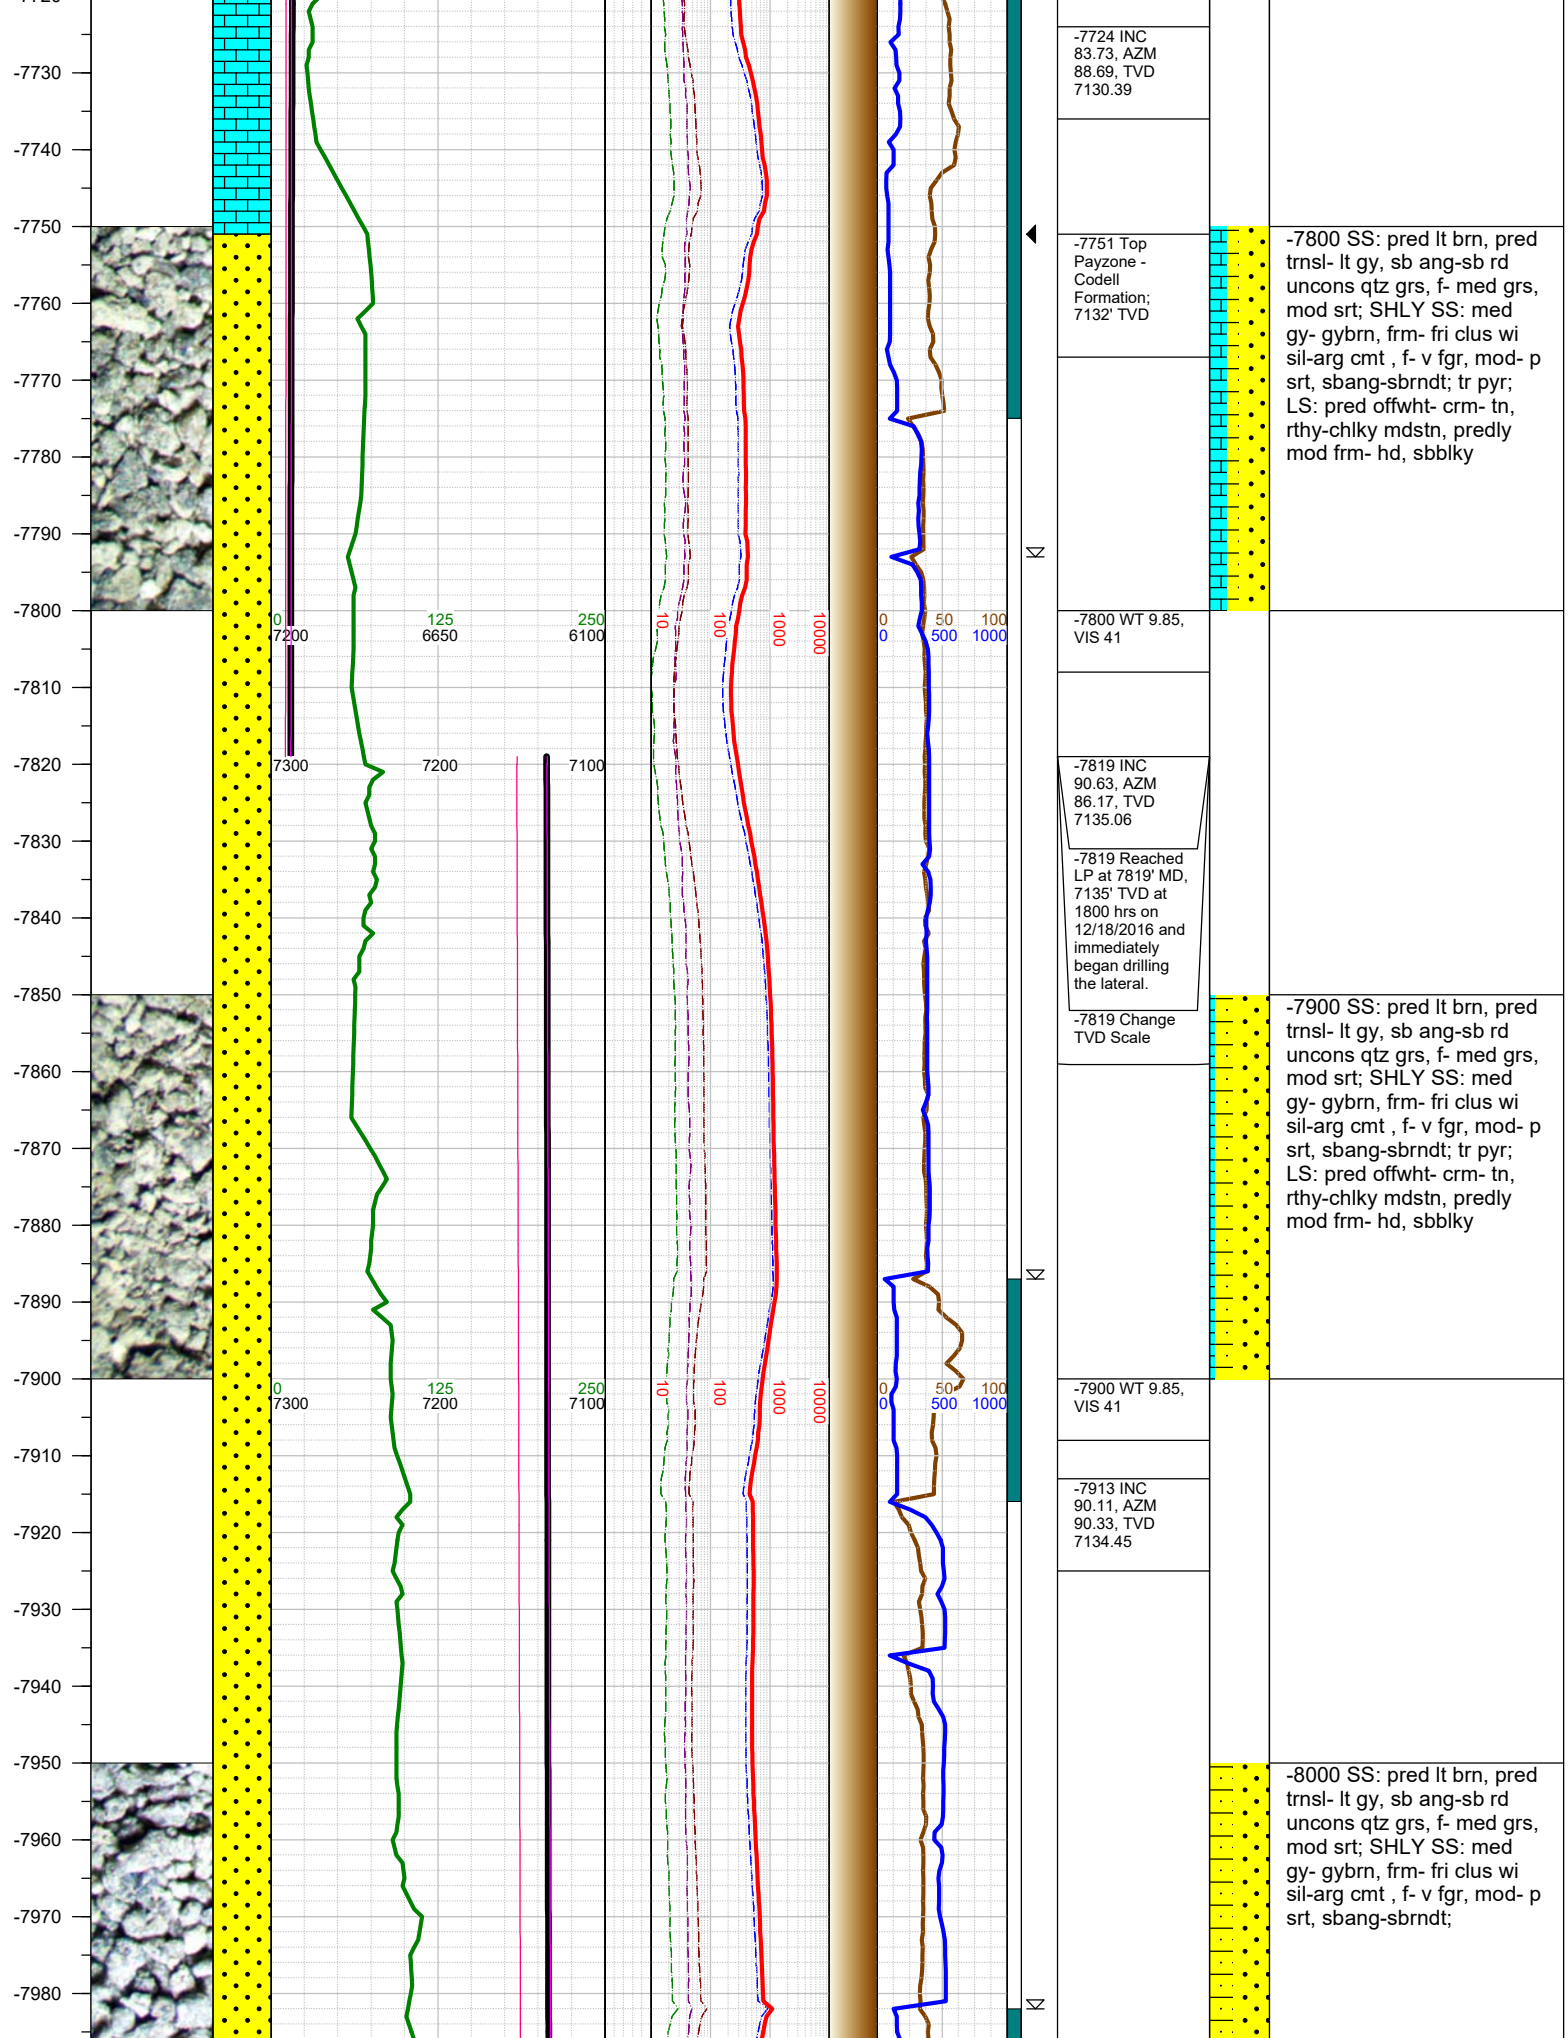 -7730
-7740
-7750
-7760
-7770
-7780
-7790
-7800
-7810
-7820
-7830
-7840
-7850
-7860
-7870
-7880
-7890
-7900
-7910
-7920
-7930
-7940
-7950
-7960
-7970
-7980
0 125 250
7200 6650 6100
7300 7200 7100
0 125 250
7300 7200 7100
10 100 1000 10000
10 100 1000 10000
0 50 100
0 500 1000
0 50 100
0 500 1000
-7724 INC
83.73, AZM
88.69, TVD
7130.39
-7751 Top
Payzone -
Codell
Formation;
7132' TVD
-7800 WT 9.85,
VIS 41
-7819 INC
90.63, AZM
86.17, TVD
7135.06
-7819 Reached
LP at 7819' MD,
7135' TVD at
1800 hrs on
12/18/2016 and
immediately
began drilling
the lateral.
-7819 Change
TVD Scale
-7900 WT 9.85,
VIS 41
-7913 INC
90.11, AZM
90.33, TVD
7134.45
-7800 SS: pred lt brn, pred
trnsl- lt gy, sb ang-sb rd
uncons qtz grs, f- med grs,
mod srt; SHLY SS: med
gy- gybrn, frm- fri clus wi
sil-arg cmt , f- v fgr, mod- p
srt, sbang-sbrndt; tr pyr;
LS: pred offwht- crm- tn,
rthy-chlky mdstn, predly
mod frm- hd, sbblky
-7900 SS: pred lt brn, pred
trnsl- lt gy, sb ang-sb rd
uncons qtz grs, f- med grs,
mod srt; SHLY SS: med
gy- gybrn, frm- fri clus wi
sil-arg cmt , f- v fgr, mod- p
srt, sbang-sbrndt; tr pyr;
LS: pred offwht- crm- tn,
rthy-chlky mdstn, predly
mod frm- hd, sbblky
-8000 SS: pred lt brn, pred
trnsl- lt gy, sb ang-sb rd
uncons qtz grs, f- med grs,
mod srt; SHLY SS: med
gy- gybrn, frm- fri clus wi
sil-arg cmt , f- v fgr, mod- p
srt, sbang-sbrndt;